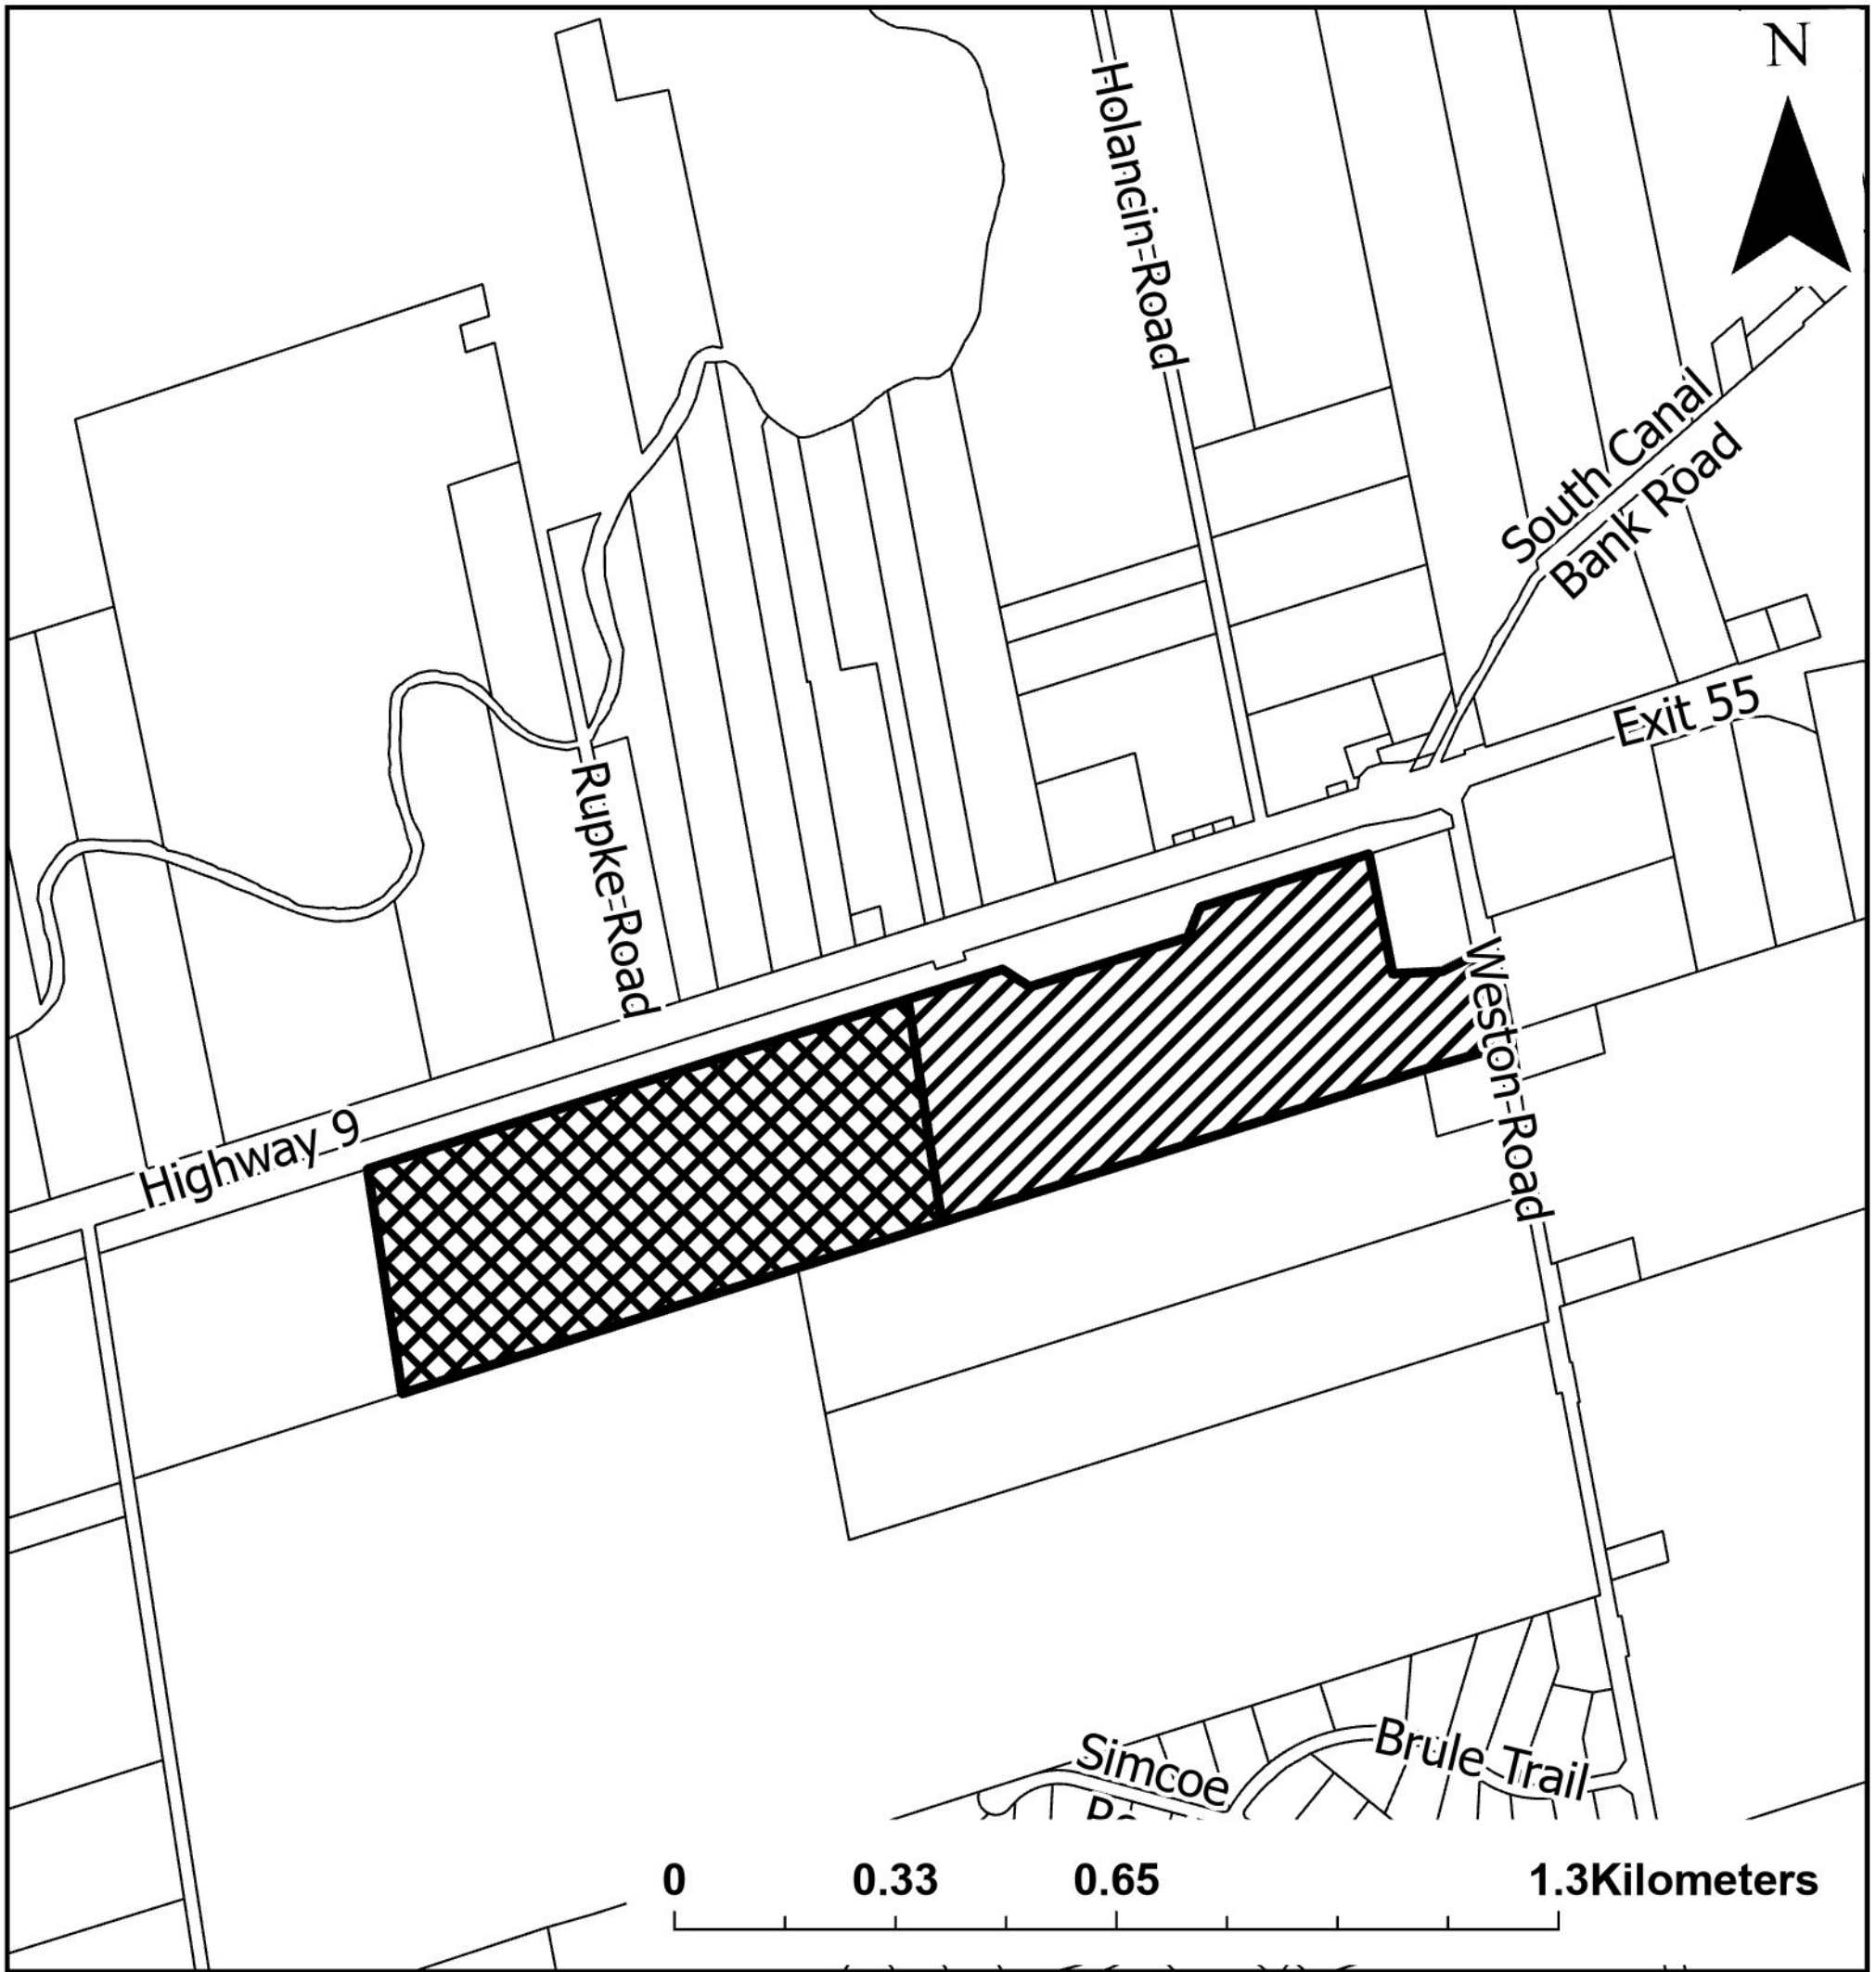 N
Holancin Road
South Canal
Bank Road
Exit 55
Rupke Road
Weston Road
Highway 9
Simcoe
Brule Trail
0 0.33 0.65 1.3Kilometers